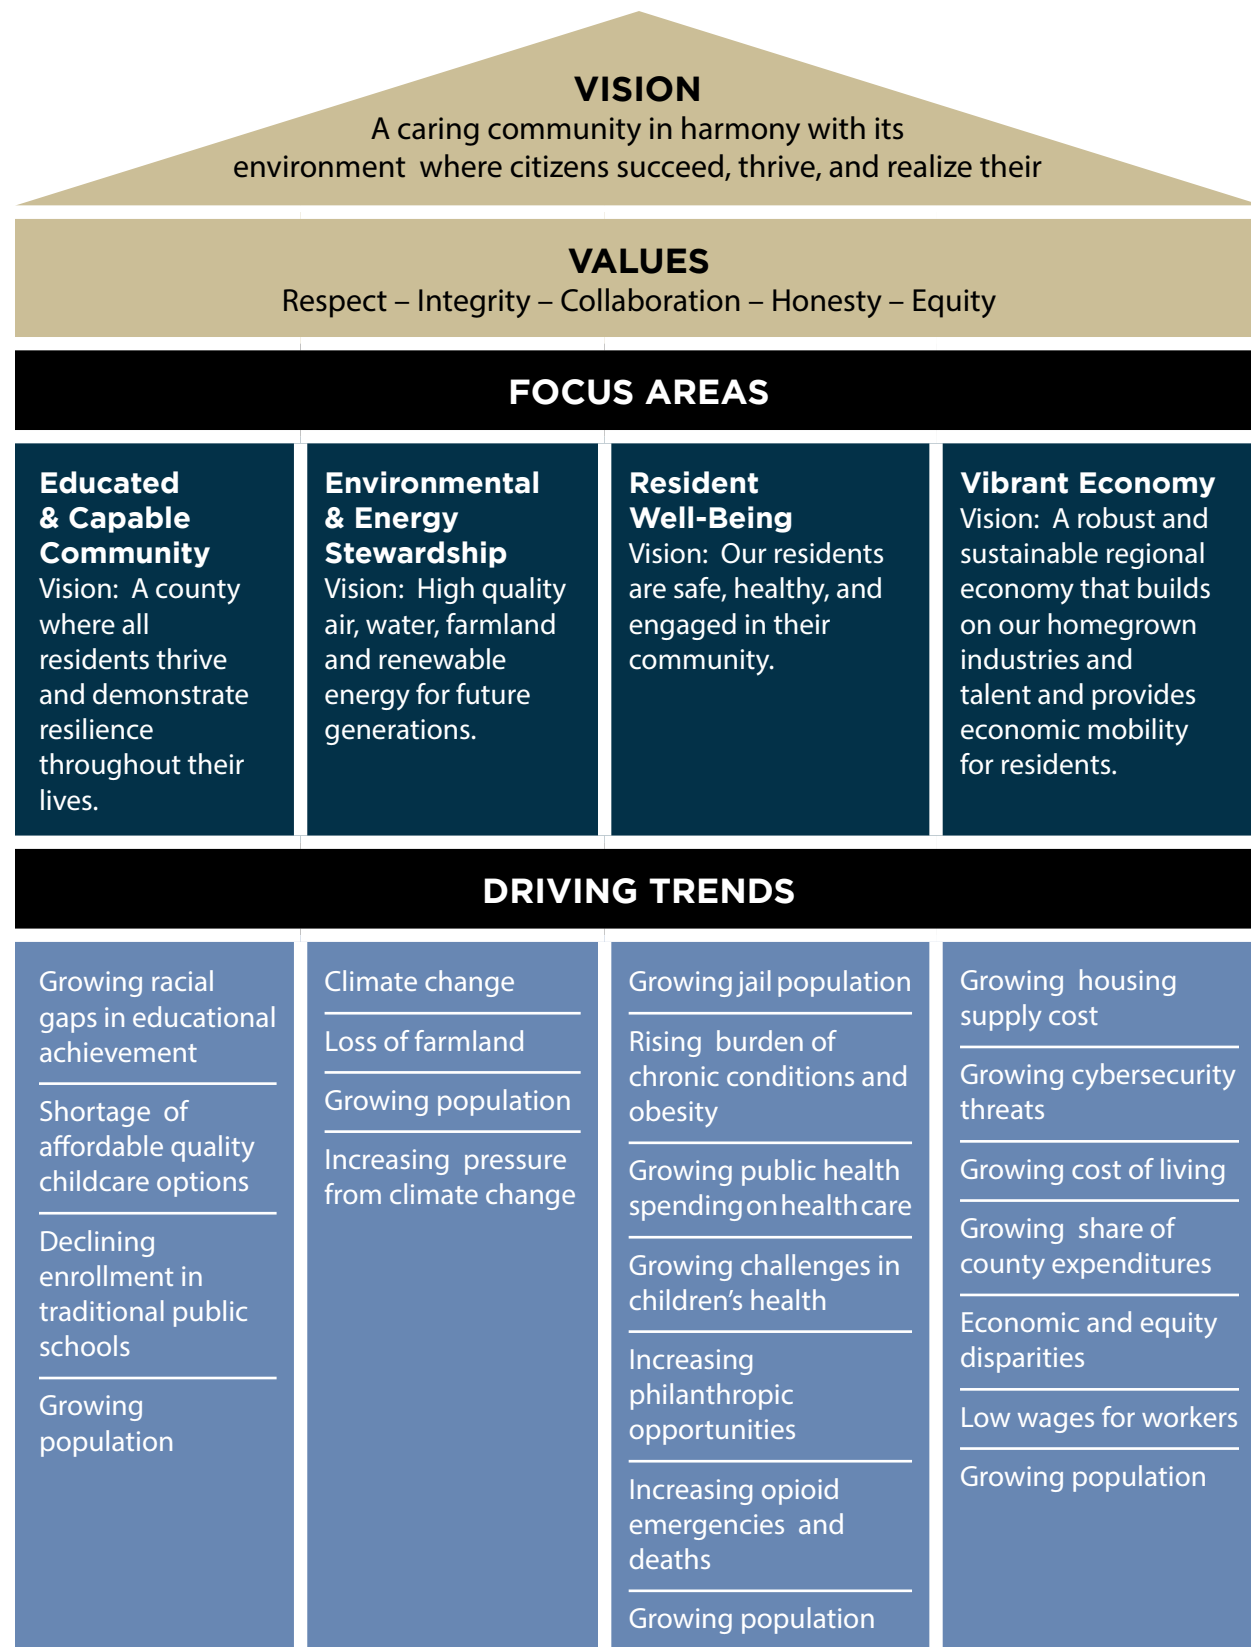 VISION
A caring community in harmony with its
environment where citizens succeed, thrive, and realize their
VALUES
Respect – Integrity – Collaboration – Honesty – Equity
FOCUS AREAS
Educated
& Capable
Community
Vision: A county
where all
residents thrive
and demonstrate
resilience
throughout their
lives.
Environmental
& Energy
Stewardship
Vision: High quality
air, water, farmland
and renewable
energy for future
generations.
Resident
Well-Being
Vision: Our residents
are safe, healthy, and
engaged in their
community.
Vibrant Economy
Vision: A robust and
sustainable regional
economy that builds
on our homegrown
industries and
talent and provides
economic mobility
for residents.
DRIVING TRENDS
Growing racial
gaps in educational
achievement
Shortage of
affordable quality
childcare options
Declining
enrollment in
traditional public
schools
Growing
population
Climate change
Loss of farmland
Growing population
Increasing pressure
from climate change
Growing jail population
Rising burden of
chronic conditions and
obesity
Growing public health
spending on health care
Growing challenges in
children's health
Increasing
philanthropic
opportunities
Increasing opioid
emergencies and
deaths
Growing population
Growing housing
supply cost
Growing cybersecurity
threats
Growing cost of living
Growing share of
county expenditures
Economic and equity
disparities
Low wages for workers
Growing population